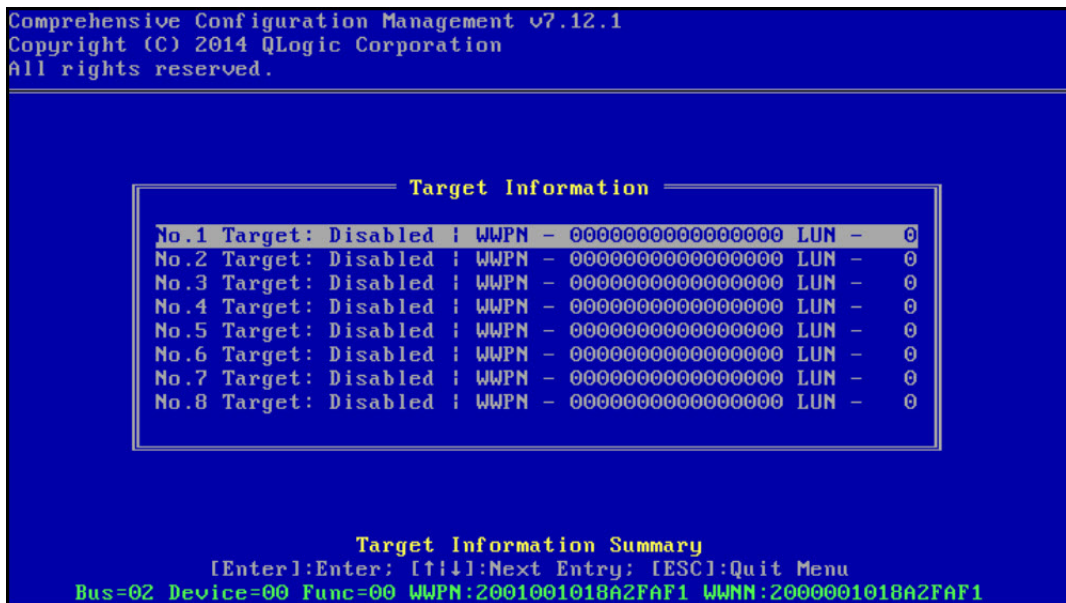 Comprehensive Configuration Management v7.12.1
Copyright (C) 2014 QLogic Corporation
All rights reserved.
Target Information
No.1 Target: Disabled ¦ WWPN - 0000000000000000 LUN - 0
No.2 Target: Disabled ¦ WWPN - 0000000000000000 LUN - 0
No.3 Target: Disabled ¦ WWPN - 0000000000000000 LUN - 0
No.4 Target: Disabled ¦ WWPN - 0000000000000000 LUN - 0
No.5 Target: Disabled ¦ WWPN - 0000000000000000 LUN - 0
No.6 Target: Disabled ¦ WWPN - 0000000000000000 LUN - 0
No.7 Target: Disabled ¦ WWPN - 0000000000000000 LUN - 0
No.8 Target: Disabled ¦ WWPN - 0000000000000000 LUN - 0
Target Information Summary
[Enter]:Enter; [↑¦↓]:Next Entry; [ESC]:Quit Menu
Bus=02 Device=00 Func=00 WWPN:2001001018A2FAF1 WWNN:2000001018A2FAF1